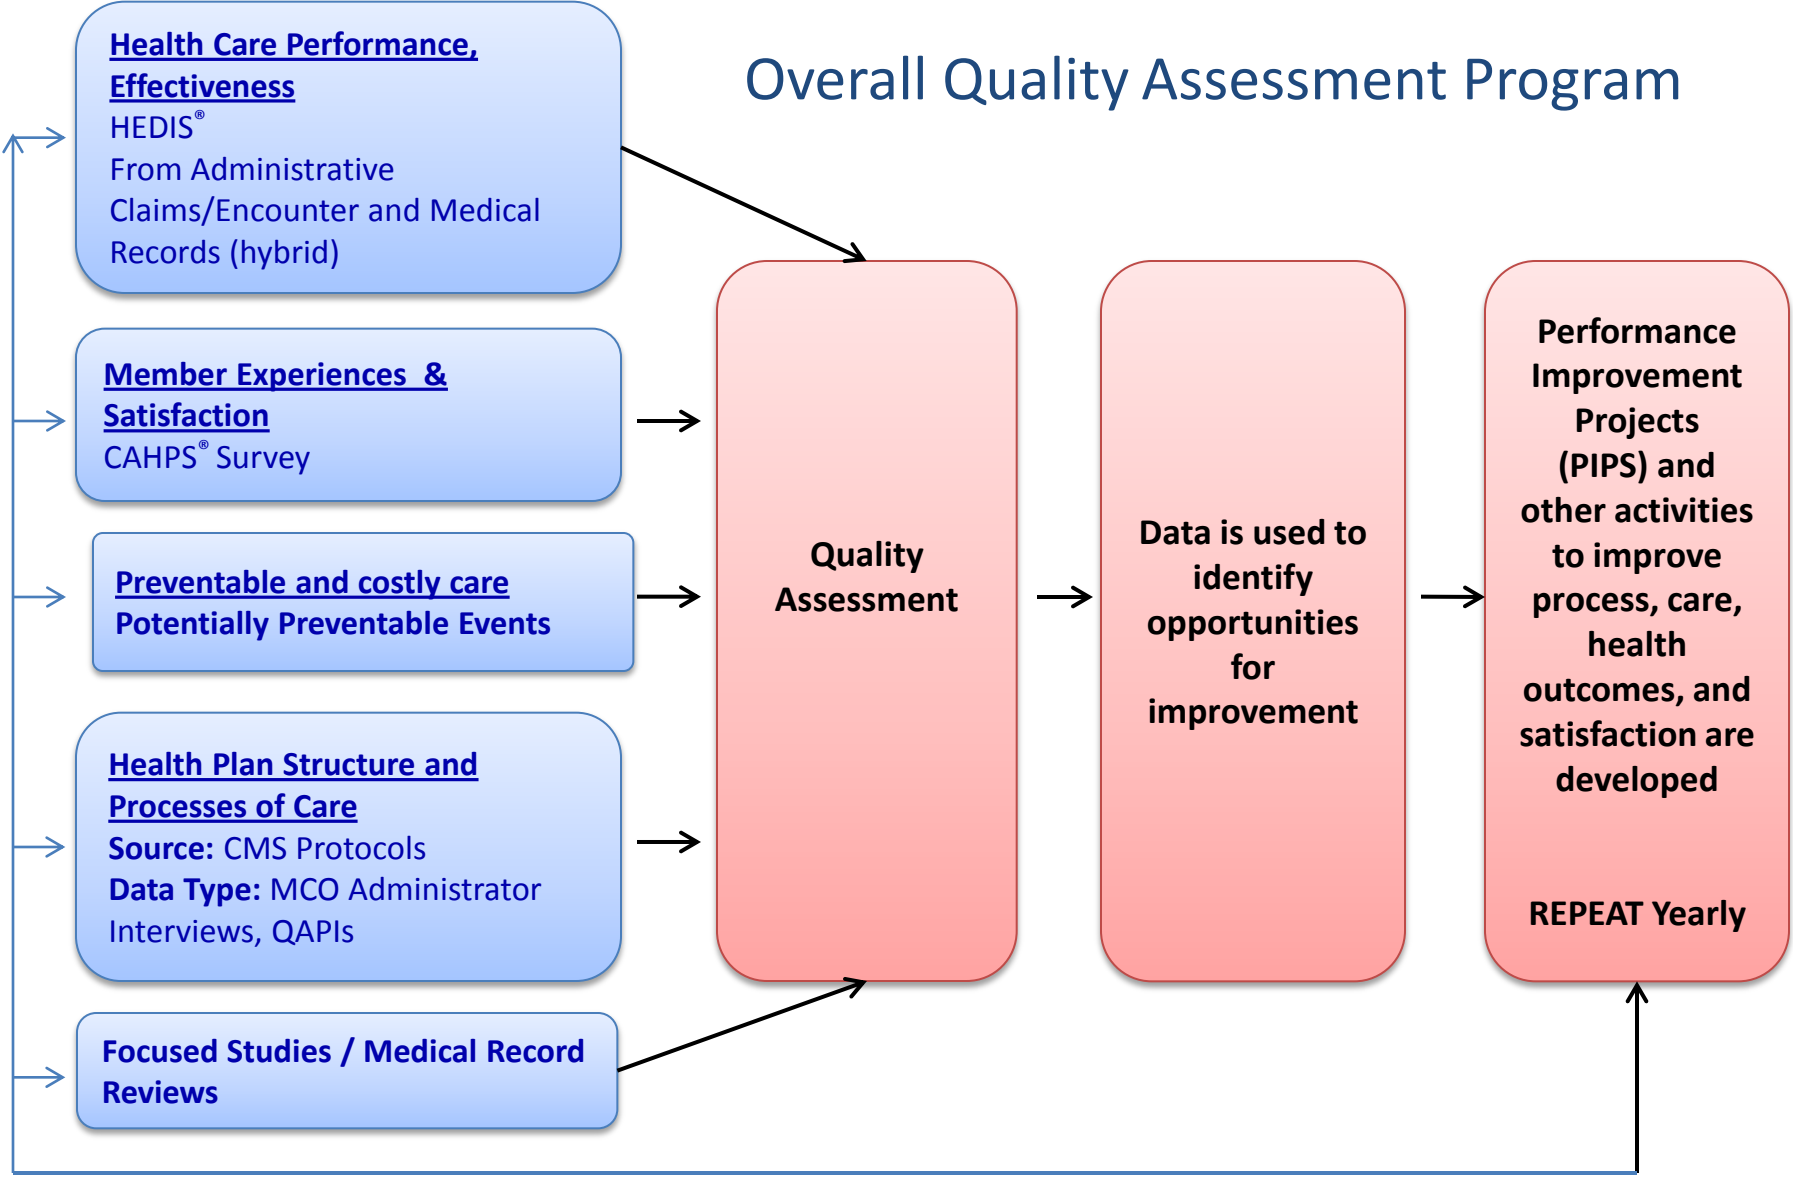 Overall Quality Assessment Program
Health Care Performance,
Effectiveness
HEDIS®
From Administrative
Claims/Encounter and Medical
Records (hybrid)
Member Experiences  &
Satisfaction
CAHPS® Survey
Preventable and costly care
Potentially Preventable Events
Health Plan Structure and
Processes of Care
Source: CMS Protocols
Data Type: MCO Administrator
Interviews, QAPIs
Focused Studies / Medical Record
Reviews
Quality
Assessment
Data is used to
identify
opportunities
for
improvement
Performance
Improvement
Projects
(PIPS) and
other activities
to improve
process, care,
health
outcomes, and
satisfaction are
developed
REPEAT Yearly